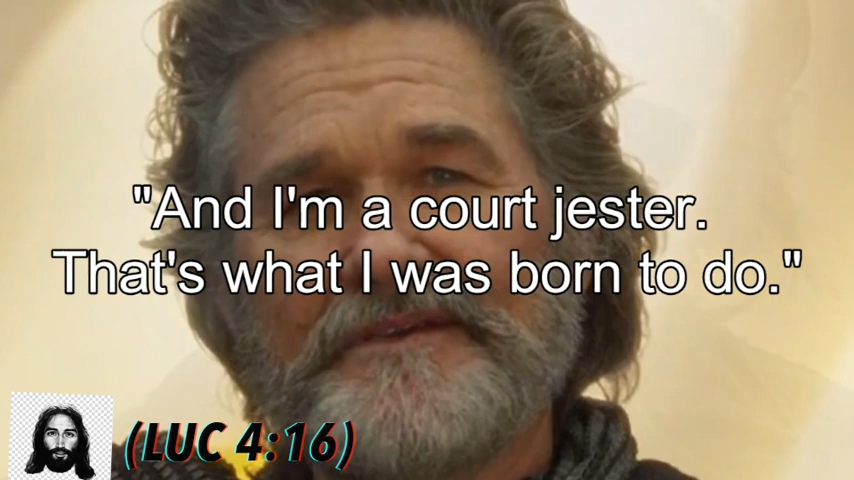 "And I'm a court jester.
That's what I was born to do."
(LUC 4:16)